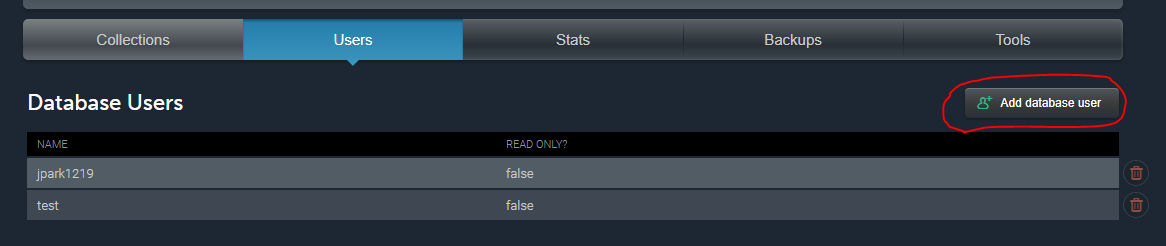 Collections Users Stats Backups Tools
Database Users Add database user
NAME READ ONLY?
jpark1219 false
test false